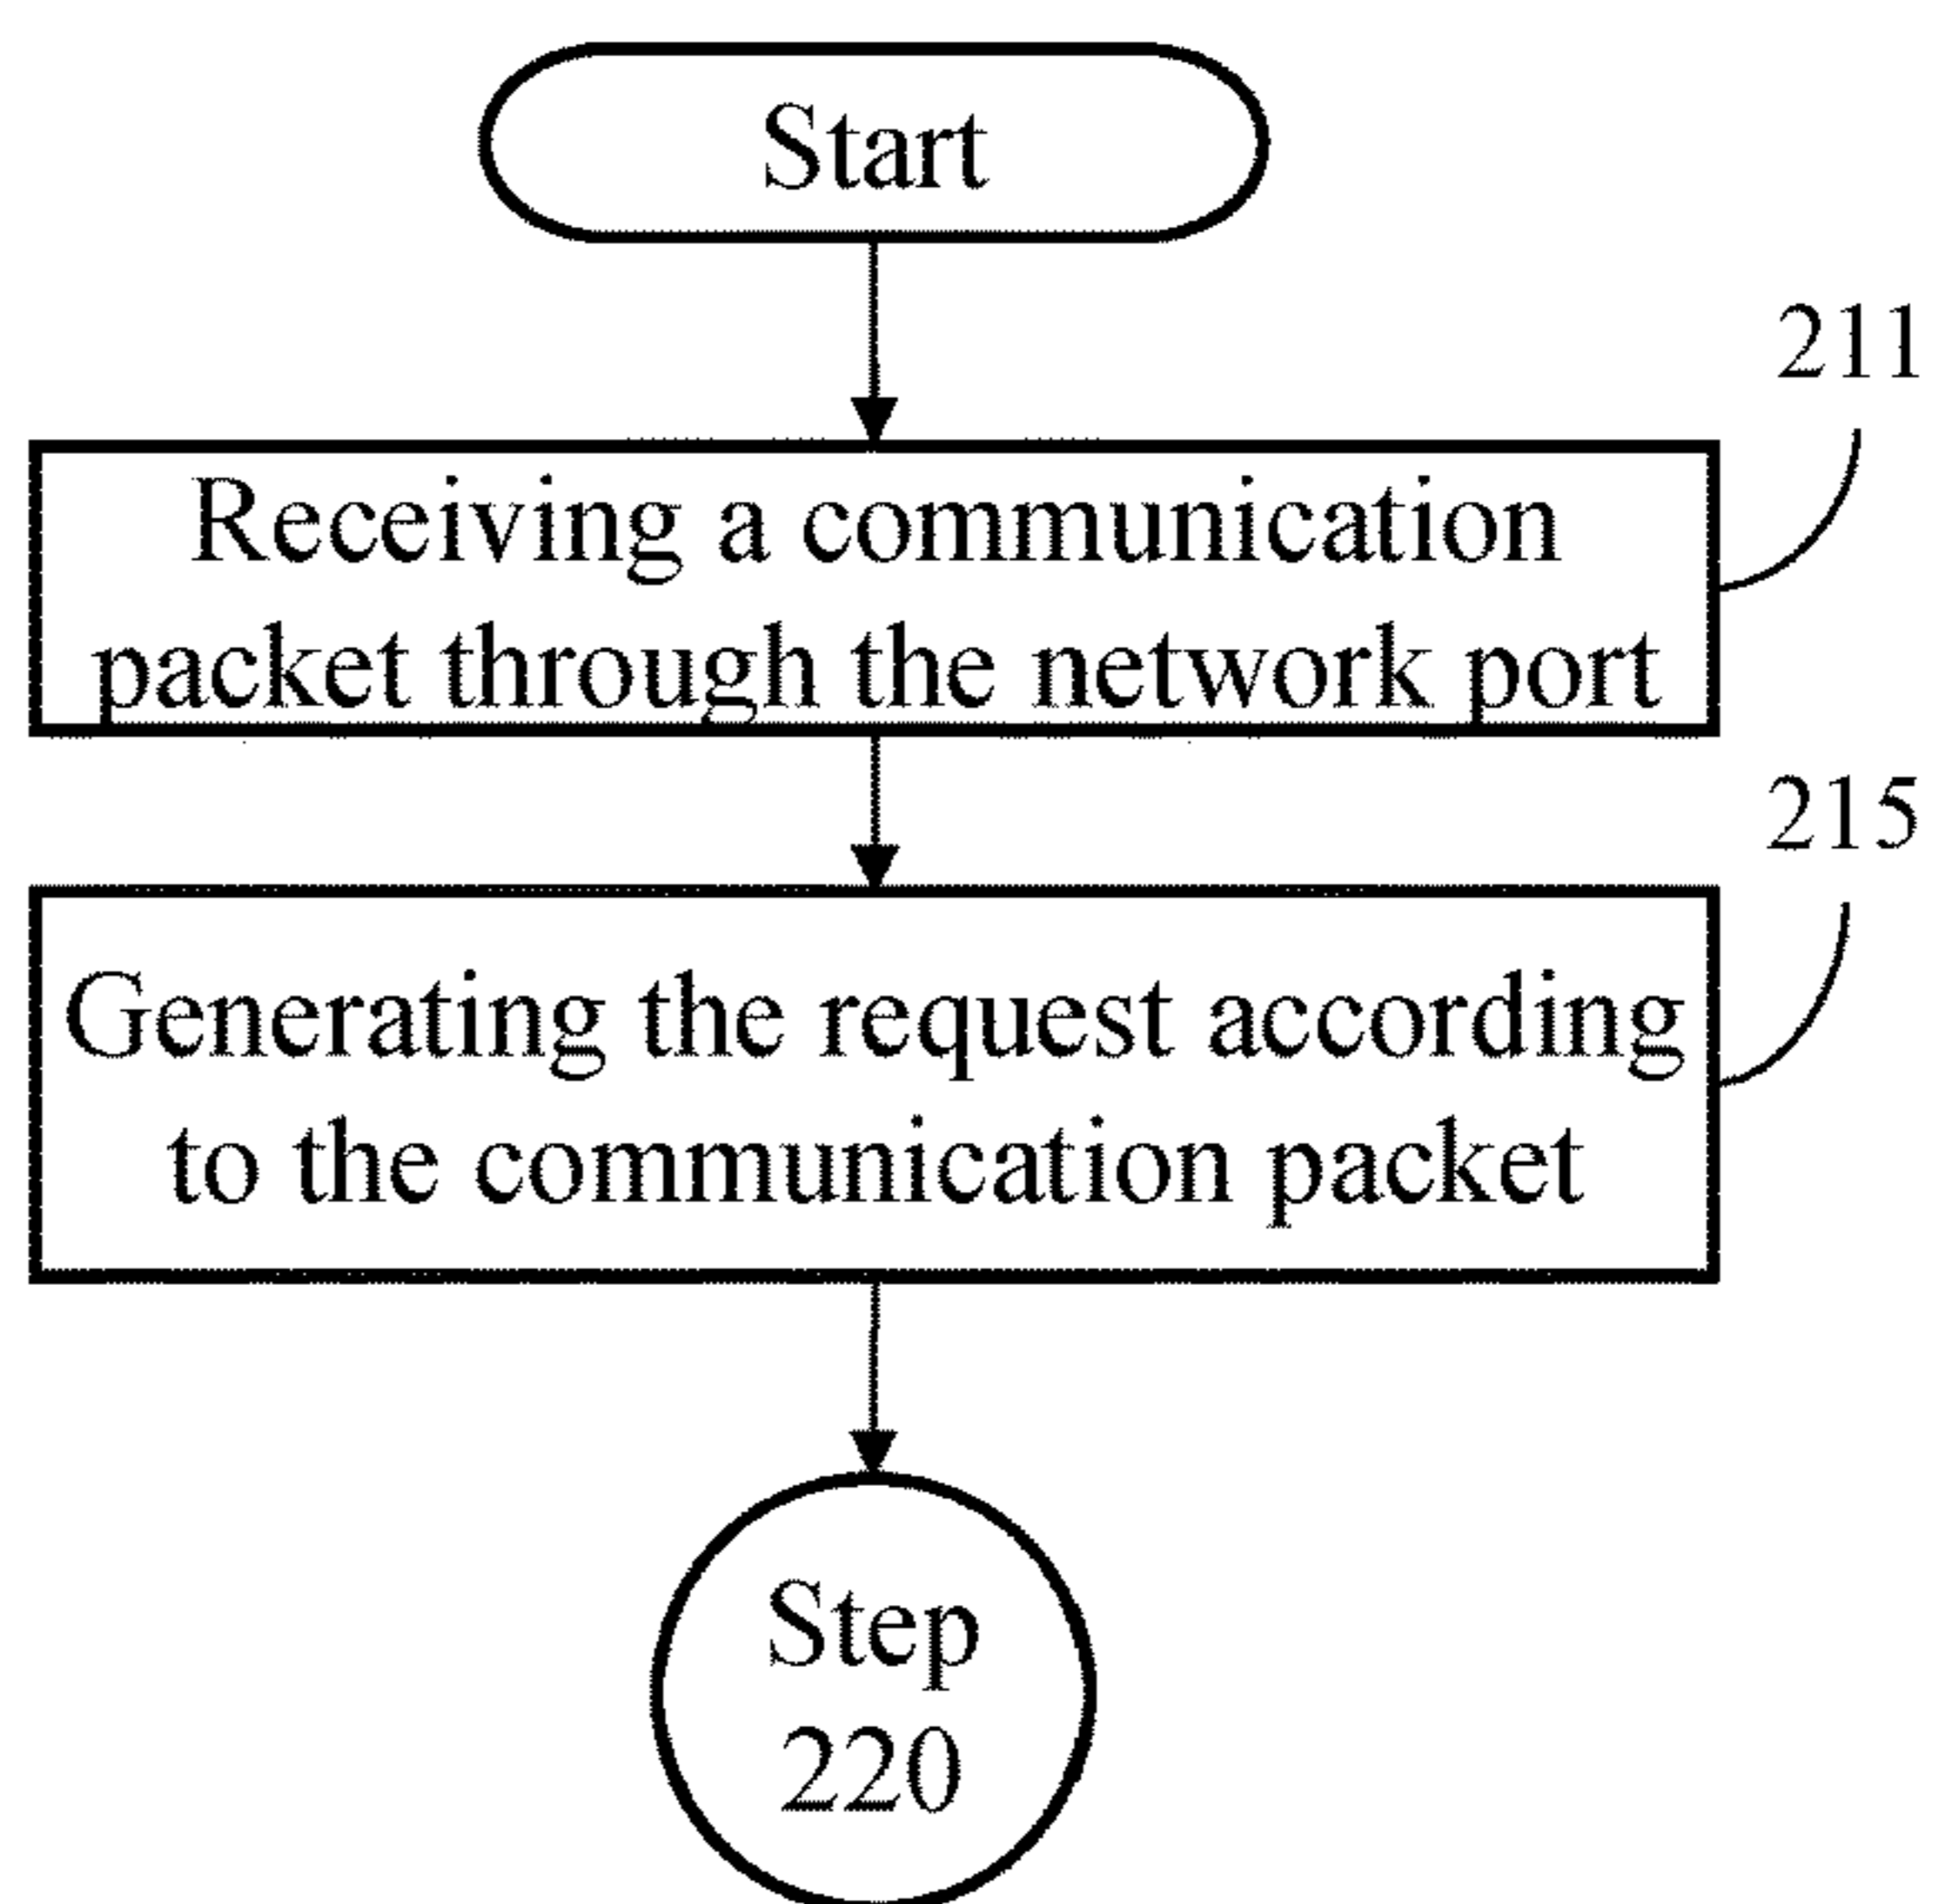 Start
211
Receiving a communication
packet through the network port
215
Generating the request according
to the communication packet
Step
220